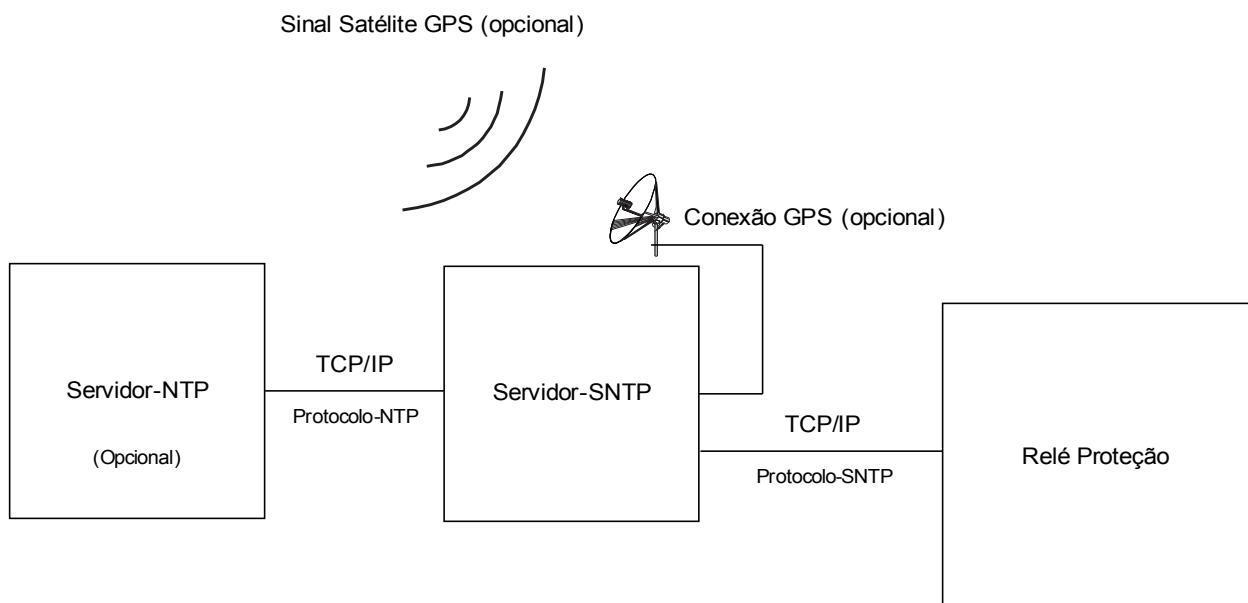 Sinal Satélite GPS (opcional)
Conexão GPS (opcional)
Servidor-NTP
(Opcional)
TCP/IP
Protocolo-NTP
Servidor-SNTP
TCP/IP
Protocolo-SNTP
Relé Proteção